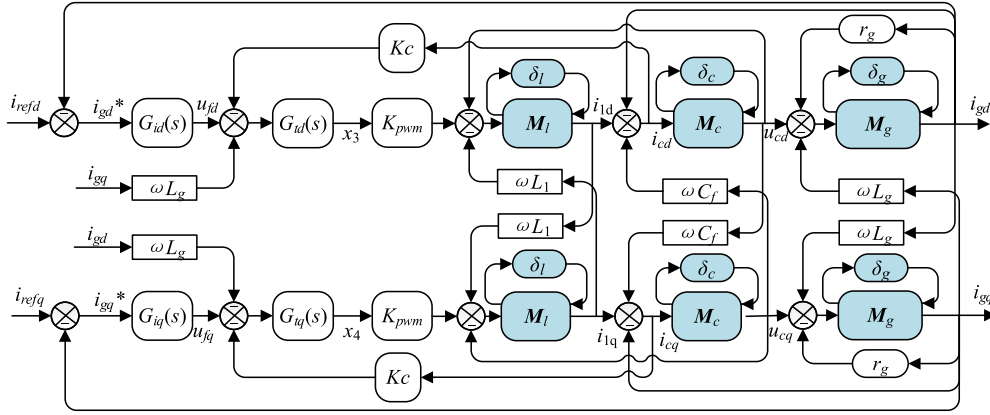 r_g
Kc
δ_l
δ_c
δ_g
i_refd
i_gd*
u_fd
i_1d
i_gd
G_id(s)
G_td(s)
x_3
K_pwm
M_l
i_cd
M_c
u_cd
M_g
i_gq
ωL_g
ωL_1
ωC_f
ωL_g
i_gd
ωL_g
ωL_1
ωC_f
ωL_g
δ_l
δ_c
δ_g
i_refq
i_gq*
G_iq(s)
u_fq
G_tq(s)
x_4
K_pwm
M_l
i_1q
i_cq
M_c
u_cq
M_g
i_gq
Kc
r_g